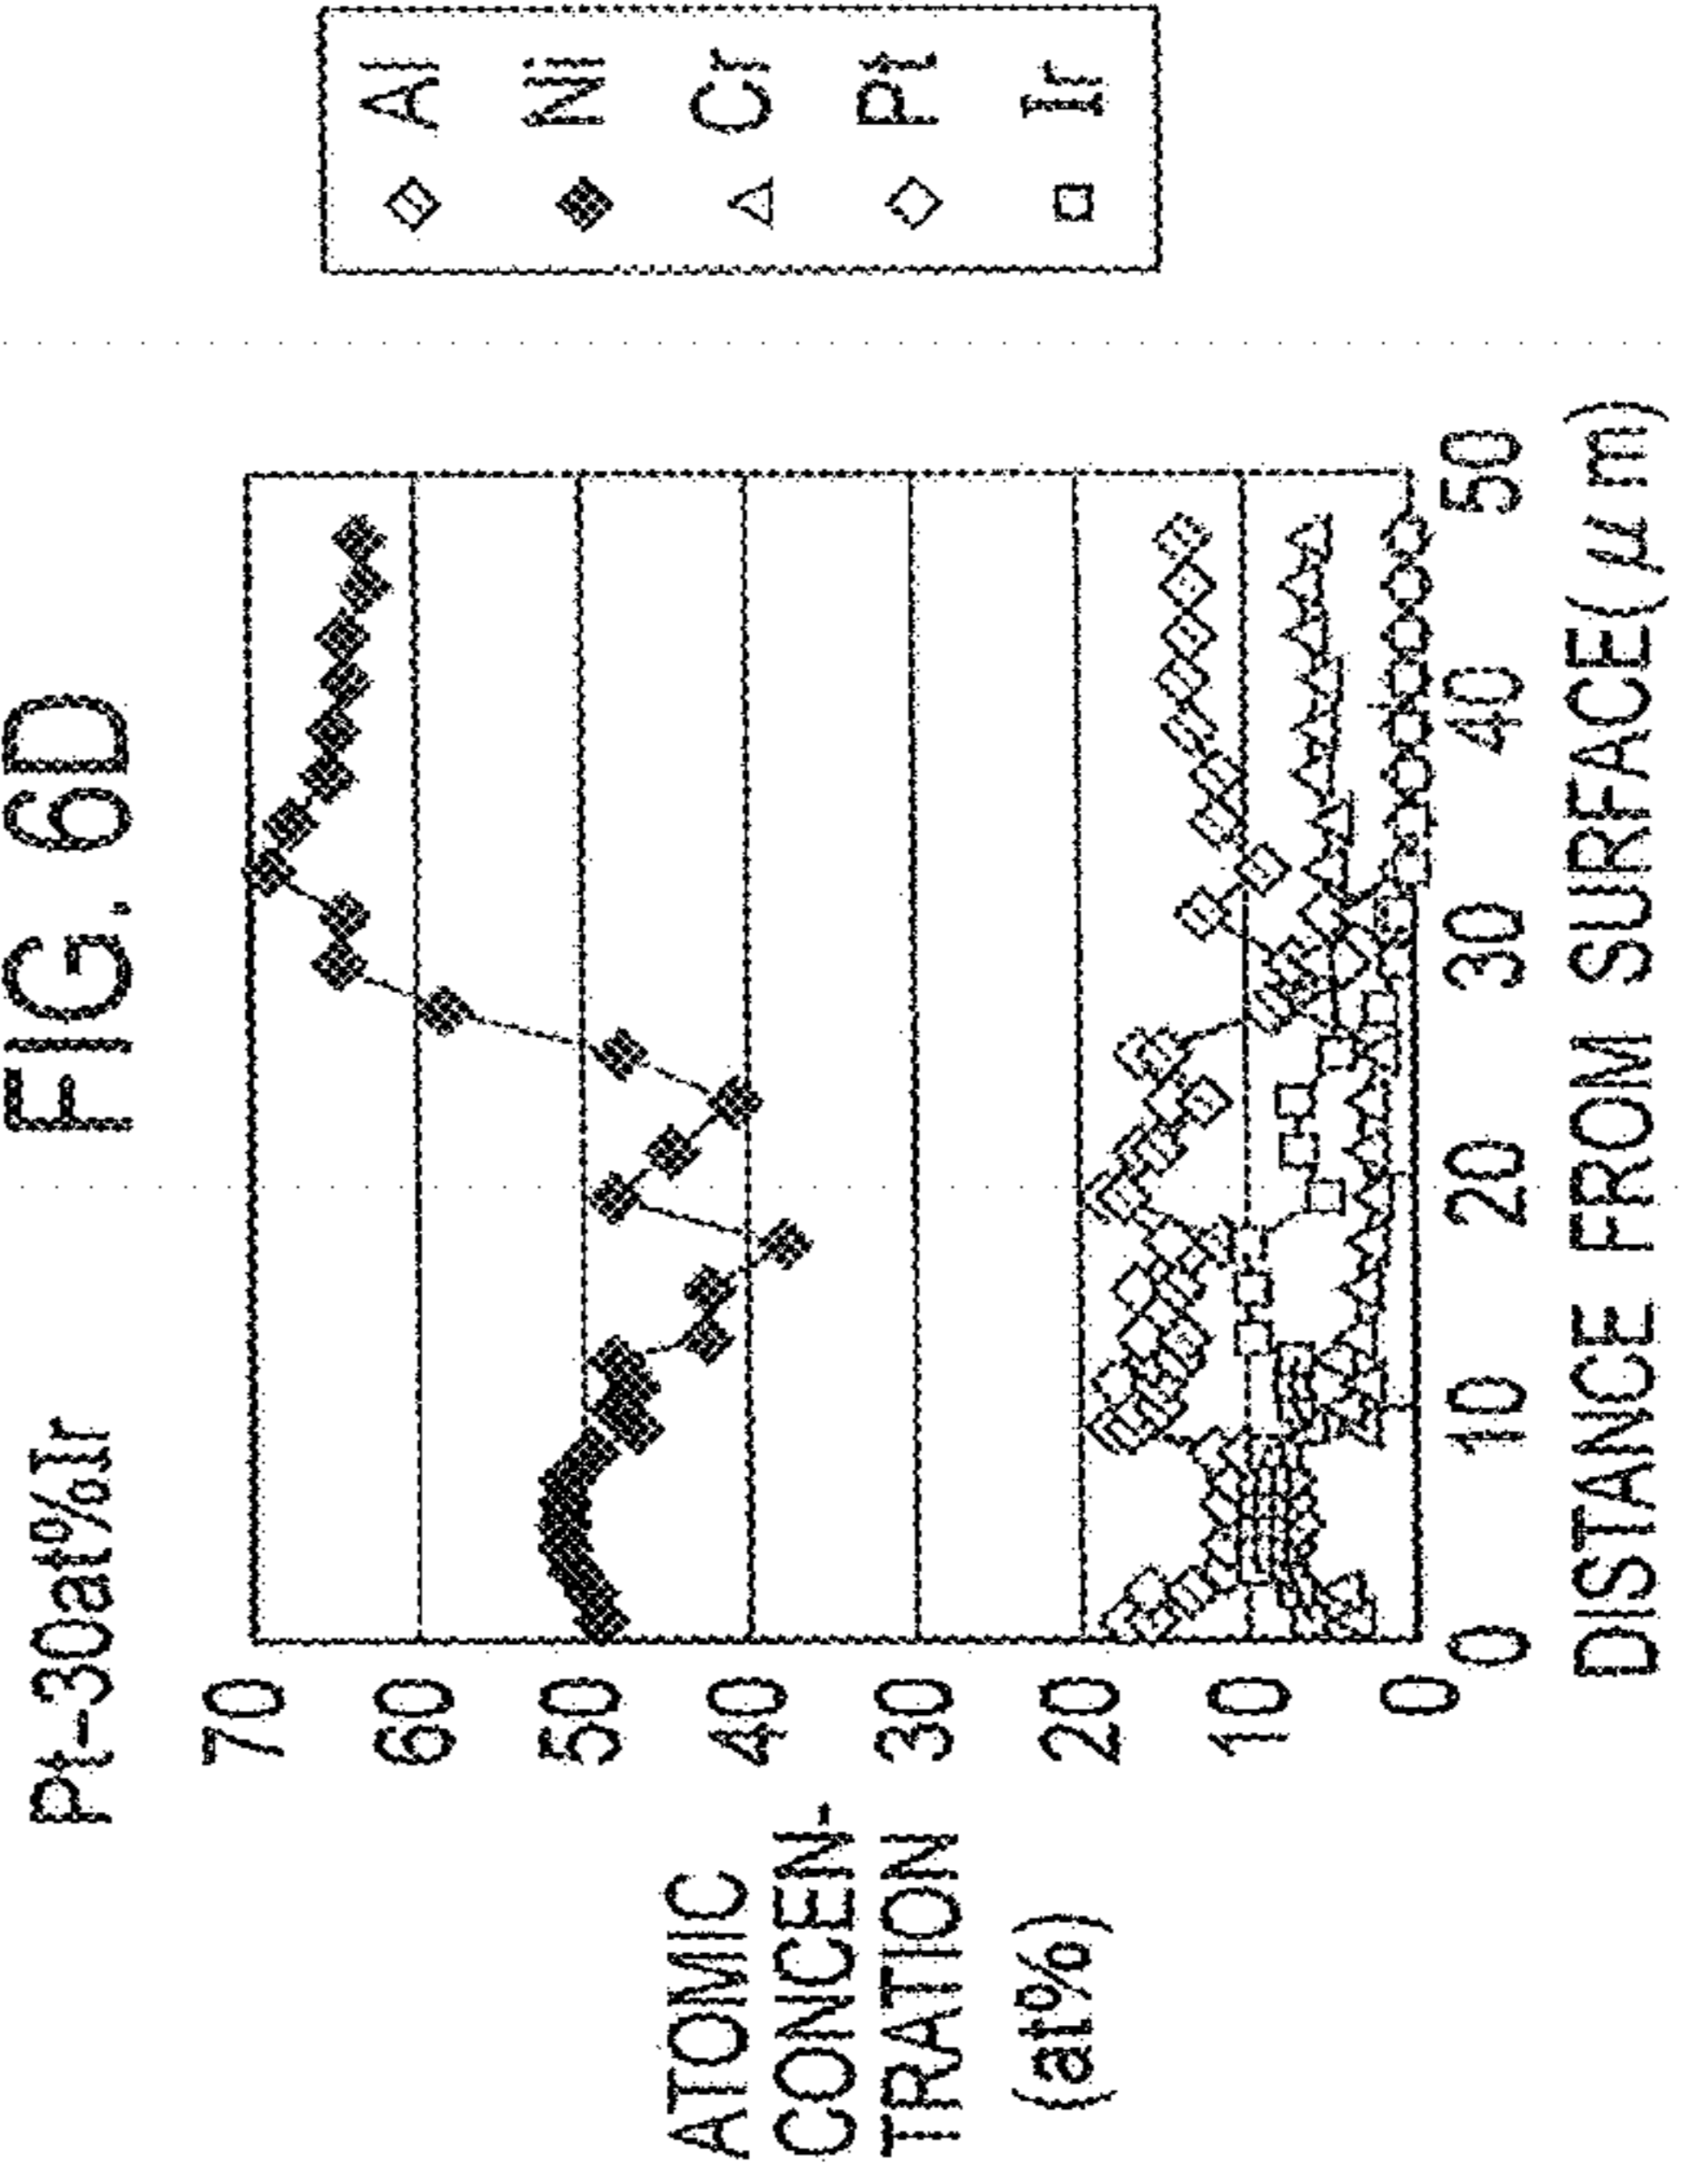 FIG. 6D
Pt-30at%Ir
ATOMIC
CONCEN-
TRATION
(at%)
70
60
50
40
30
20
10
0
0 10 20 30 40 50
DISTANCE FROM SURFACE(μm)
Al
Ni
Cr
Pt
Ir